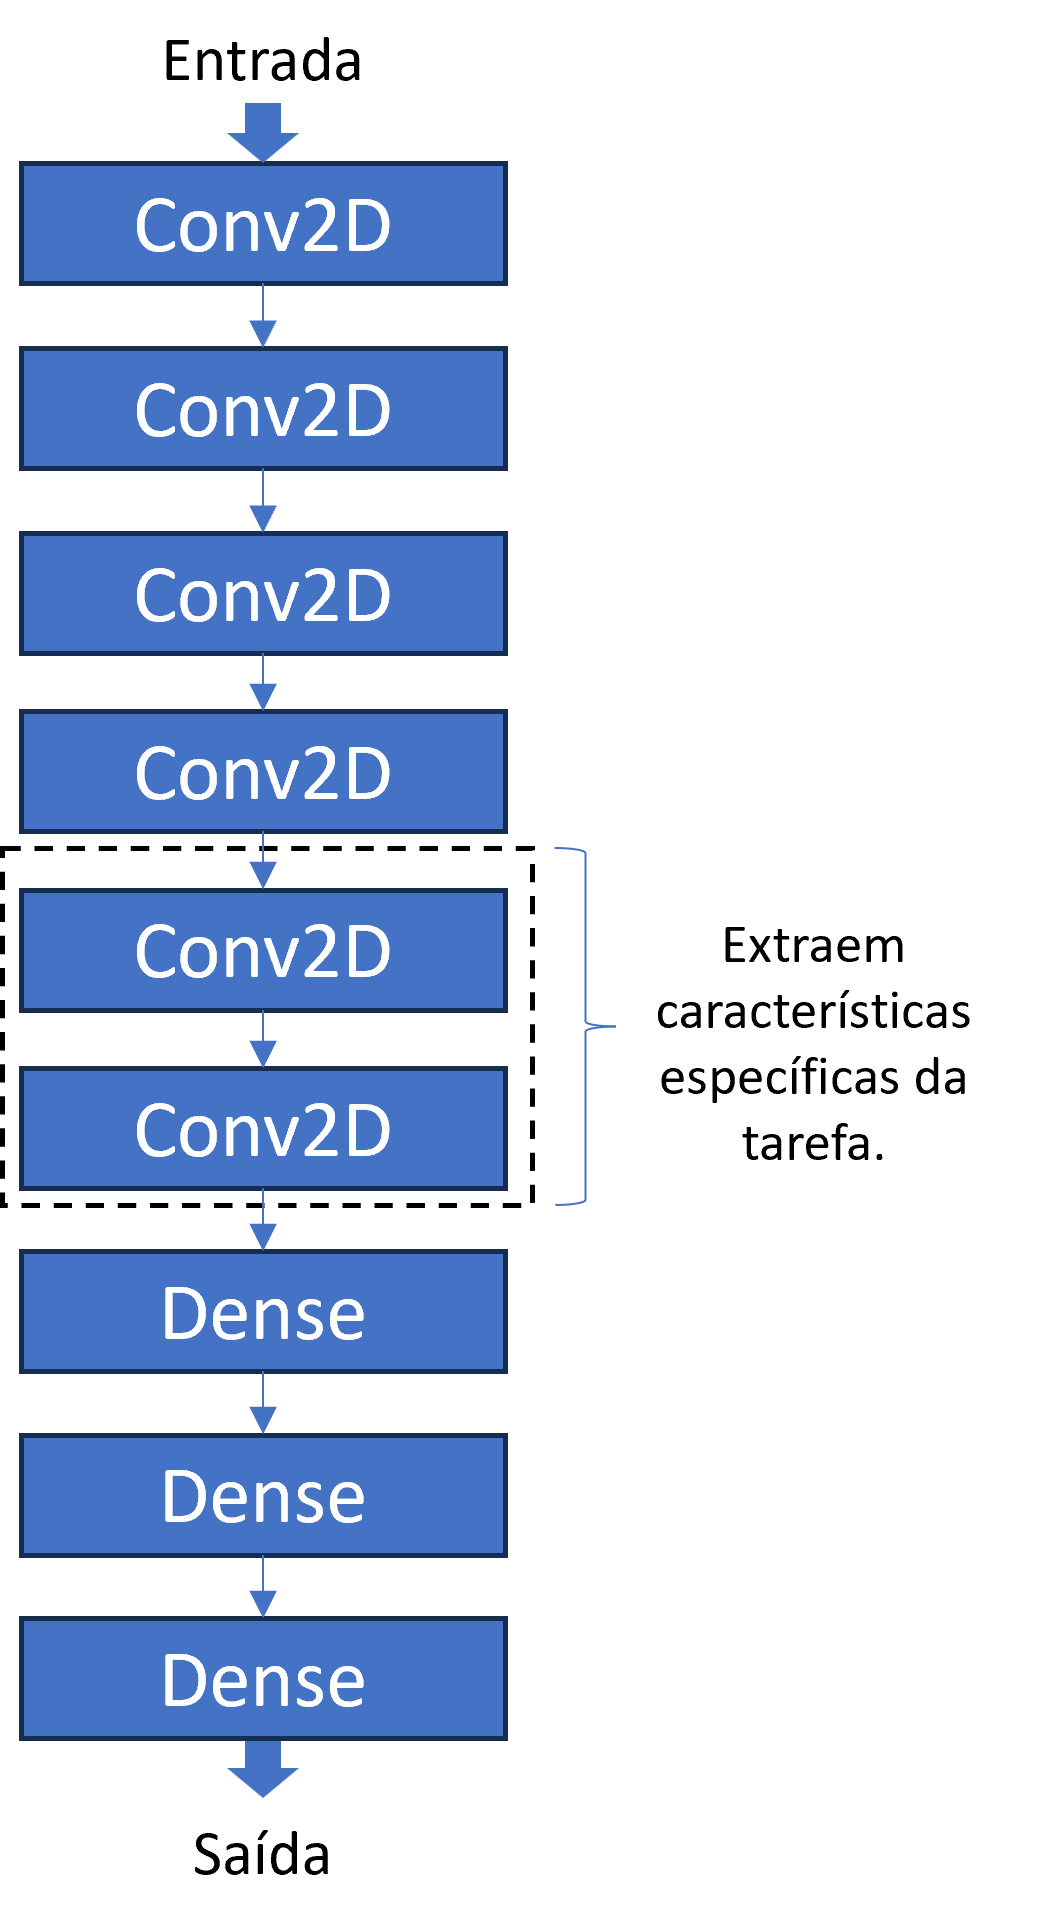 Entrada
Conv2D
Conv2D
Conv2D
Conv2D
Conv2D
Conv2D
Extraem
características
específicas da
tarefa.
Dense
Dense
Dense
Saída